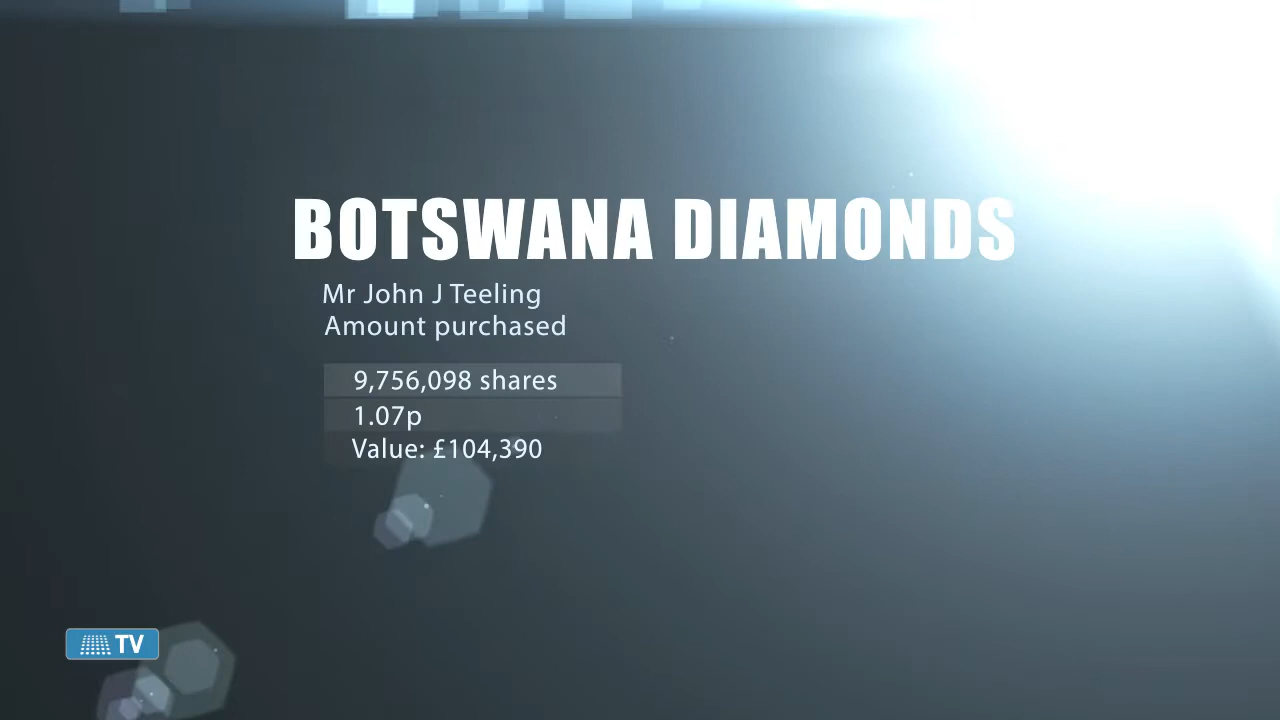 BOTSWANA DIAMONDS
Mr John J Teeling
Amount purchased
9,756,098 shares
1.07p
Value: £104,390
TV